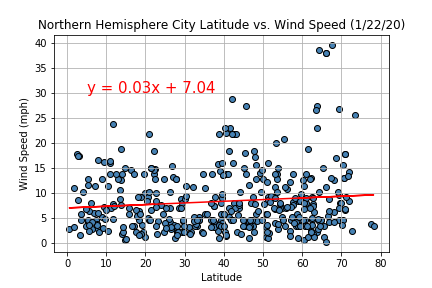 Northern Hemisphere City Latitude vs. Wind Speed (1/22/20)
40
35
30
25
20
15
10
5
0
Wind Speed (mph)
y = 0.03x + 7.04
0 10 20 30 40 50 60 70 80
Latitude